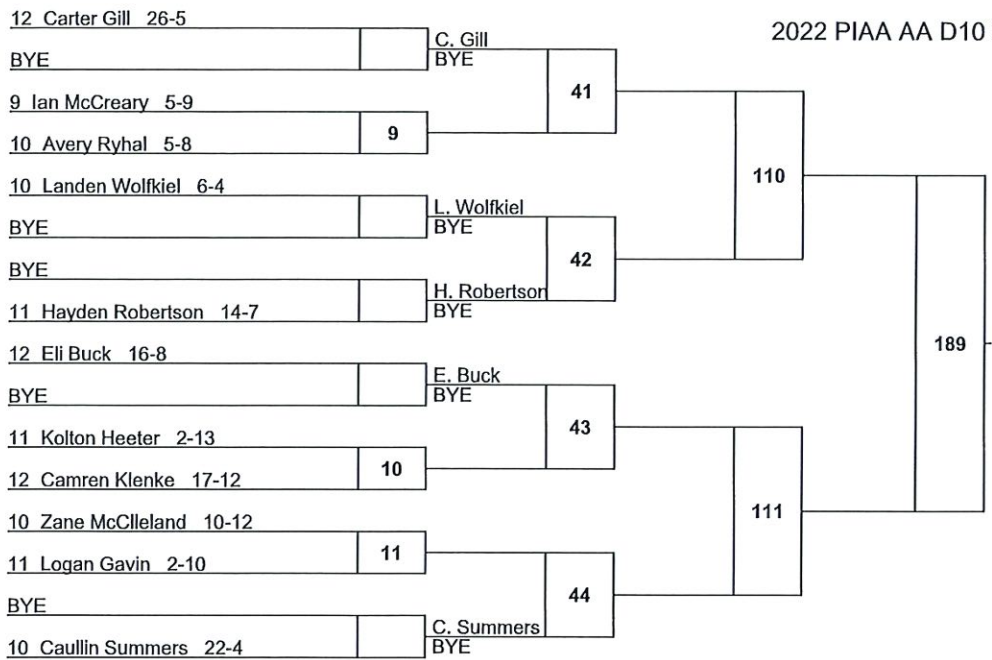 2022 PIAA AA D10
12 Carter Gill 26-5
BYE
9 Ian McCreary 5-9
10 Avery Ryhal 5-8
10 Landen Wolfkiel 6-4
BYE
BYE
11 Hayden Robertson 14-7
12 Eli Buck 16-8
BYE
11 Kolton Heeter 2-13
12 Camren Klenke 17-12
10 Zane McClleland 10-12
11 Logan Gavin 2-10
BYE
10 Caullin Summers 22-4
9
10
11
C. Gill
BYE
L. Wolfkiel
BYE
H. Robertson
BYE
E. Buck
BYE
C. Summers
BYE
41
42
43
44
110
111
189